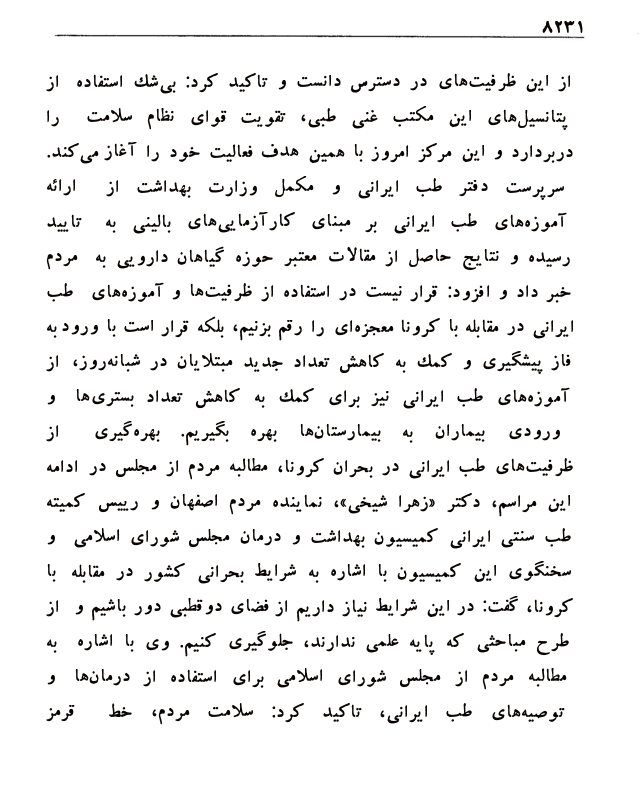 ۸۲۳۱
از این ظرفیت‌های در دسترس دانست و تاکید کرد: بی‌شك استفاده از
پتانسیل‌های این مکتب غنی طبی، تقویت قوای نظام سلامت را
دربردارد و این مرکز امروز با همین هدف فعالیت خود را آغاز می‌کند.
سرپرست دفتر طب ایرانی و مکمل وزارت بهداشت از ارائه
آموزه‌های طب ایرانی بر مبنای کارآزمایی‌های بالینی به تایید
رسیده و نتایج حاصل از مقالات معتبر حوزه گیاهان دارویی به مردم
خبر داد و افزود: قرار نیست در استفاده از ظرفیت‌ها و آموزه‌های طب
ایرانی در مقابله با کرونا معجزه‌ای را رقم بزنیم، بلکه قرار است با ورود به
فاز پیشگیری و کمك به کاهش تعداد جدید مبتلایان در شبانه‌روز، از
آموزه‌های طب ایرانی نیز برای کمك به کاهش تعداد بستری‌ها و
ورودی بیماران به بیمارستان‌ها بهره بگیریم. بهره‌گیری از
ظرفیت‌های طب ایرانی در بحران کرونا، مطالبه مردم از مجلس در ادامه
این مراسم، دکتر «زهرا شیخی»، نماینده مردم اصفهان و رییس کمیته
طب سنتی ایرانی کمیسیون بهداشت و درمان مجلس شورای اسلامی و
سخنگوی این کمیسیون با اشاره به شرایط بحرانی کشور در مقابله با
کرونا، گفت: در این شرایط نیاز داریم از فضای دوقطبی دور باشیم و از
طرح مباحثی که پایه علمی ندارند، جلوگیری کنیم. وی با اشاره به
مطالبه مردم از مجلس شورای اسلامی برای استفاده از درمان‌ها و
توصیه‌های طب ایرانی، تاکید کرد: سلامت مردم، خط قرمز